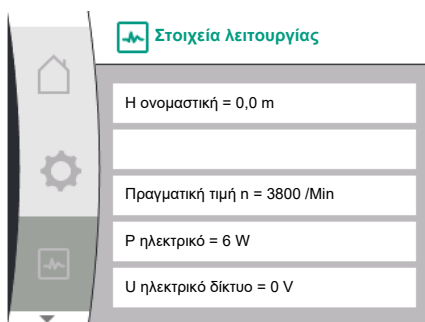 Στοιχεία λειτουργίας
Η ονομαστική = 0,0 m
Πραγματική τιμή n = 3800 /Min
P ηλεκτρικό = 6 W
U ηλεκτρικό δίκτυο = 0 V